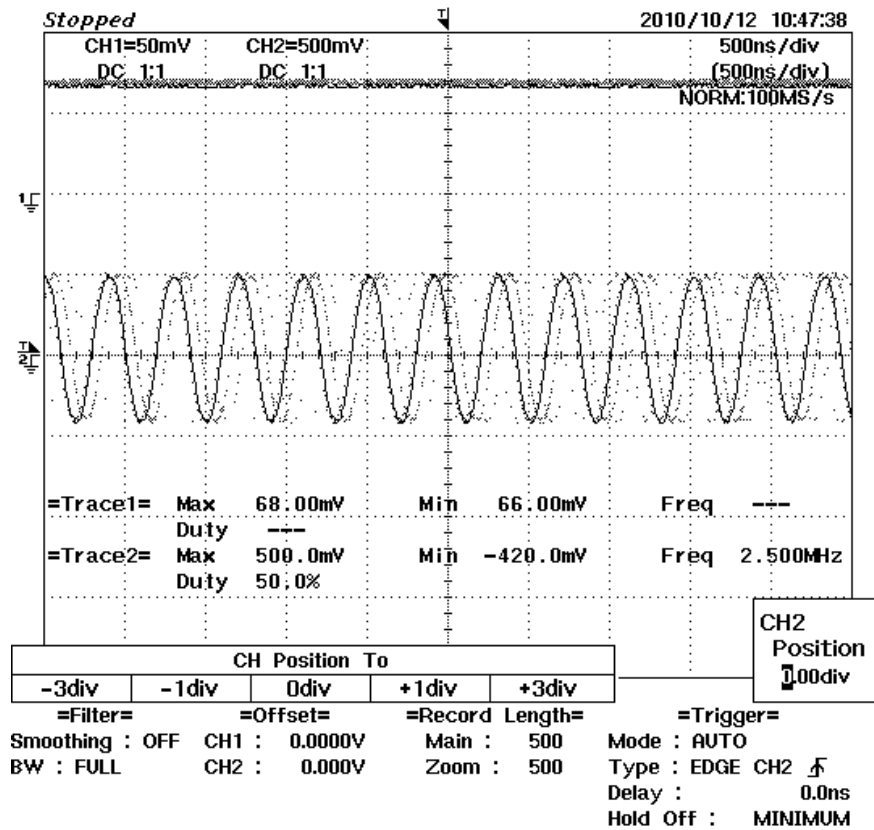 Stopped 2010/10/12 10:47:38
CH1=50mV CH2=500mV 500ns/div
DC 1:1 DC 1:1 (500ns/div)
NORM:100MS/s
T
1
T
2
=Trace1= Max 68.00mV Min 66.00mV Freq ---
Duty ---
=Trace2= Max 500.0mV Min -420.0mV Freq 2.500MHz
Duty 50.0%
CH2
Position
0.00div
CH Position To
-3div -1div 0div +1div +3div
=Filter= =Offset= =Record Length= =Trigger=
Smoothing : OFF CH1 : 0.0000V Main : 500 Mode : AUTO
BW : FULL CH2 : 0.000V Zoom : 500 Type : EDGE CH2
Delay : 0.0ns
Hold Off : MINIMUM